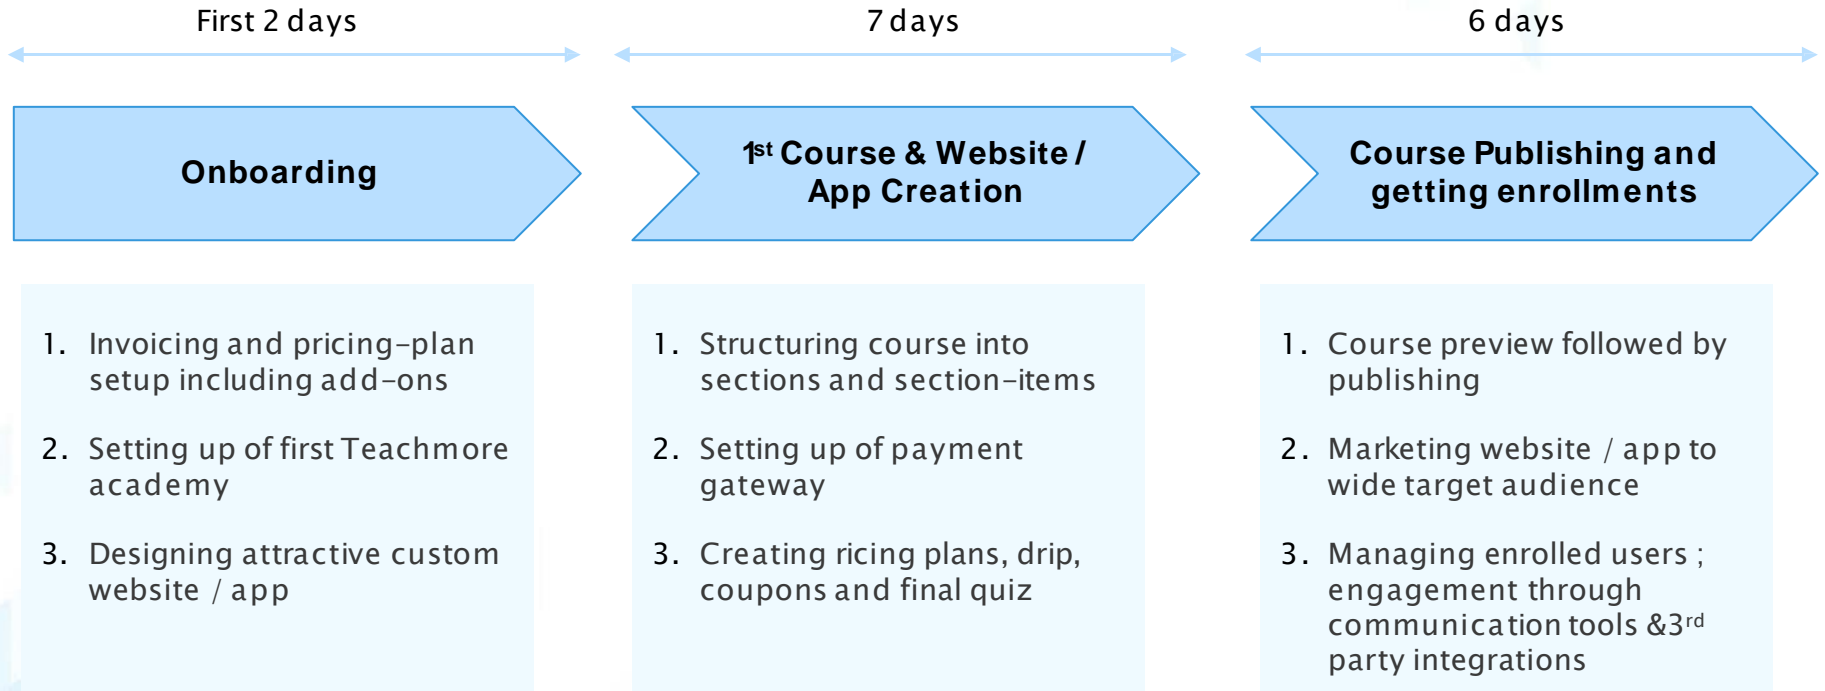 First 2 days
7 days
6 days
Onboarding
1st Course & Website /
App Creation
Course Publishing and
getting enrollments
1. Invoicing and pricing-plan
setup including add-ons
2. Setting up of first Teachmore
academy
3. Designing attractive custom
website / app
1. Structuring course into
sections and section-items
2. Setting up of payment
gateway
3. Creating ricing plans, drip,
coupons and final quiz
1. Course preview followed by
publishing
2. Marketing website / app to
wide target audience
3. Managing enrolled users ;
engagement through
communication tools &3rd
party integrations